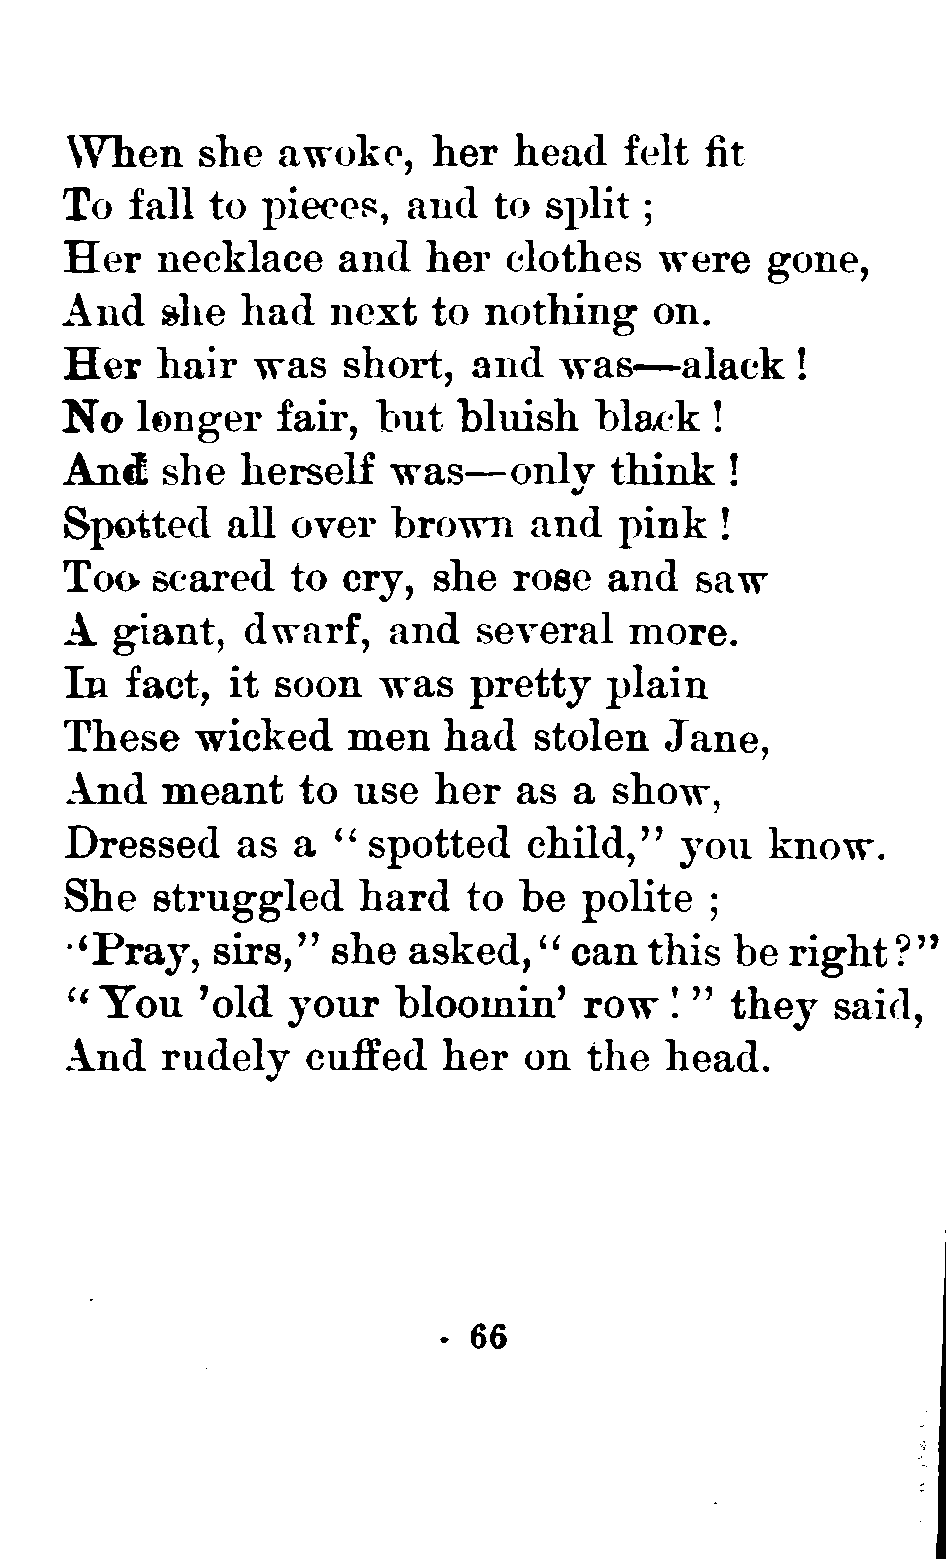 When she awoke, her head felt fit
To fall to pieces, and to split ;
Her necklace and her clothes were gone,
And she had next to nothing on.
Her hair was short, and was—alack !
No longer fair, but bluish black !
And she herself was—only think !
Spotted all over brown and pink !
Too scared to cry, she rose and saw
A giant, dwarf, and several more.
In fact, it soon was pretty plain
These wicked men had stolen Jane,
And meant to use her as a show,
Dressed as a “ spotted child,” you know.
She struggled hard to be polite ;
“Pray, sirs,” she asked, “ can this be right ?”
“ You ’old your bloomin’ row ! ” they said,
And rudely cuffed her on the head.
66